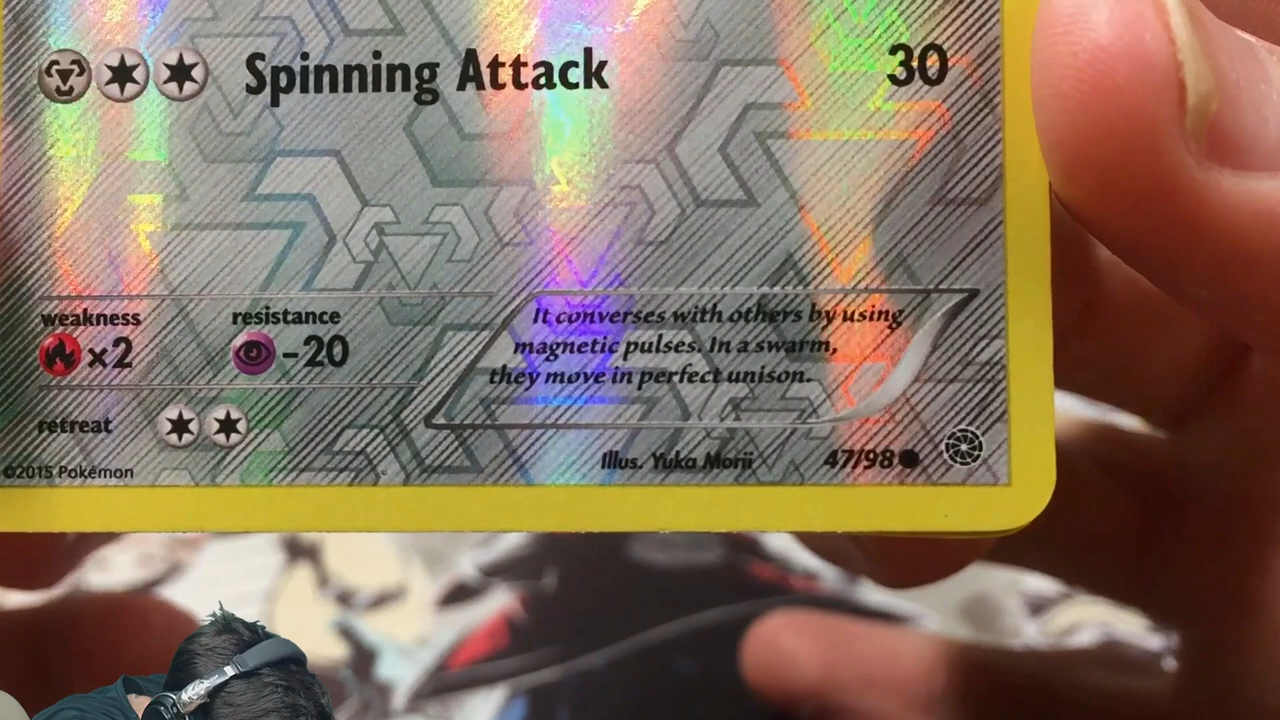 Spinning Attack 30
weakness resistance
×2 -20
It converses with others by using
magnetic pulses. In a swarm,
they move in perfect unison.
retreat
Illus. Yuka Morii 47/98
©2015 Pokémon